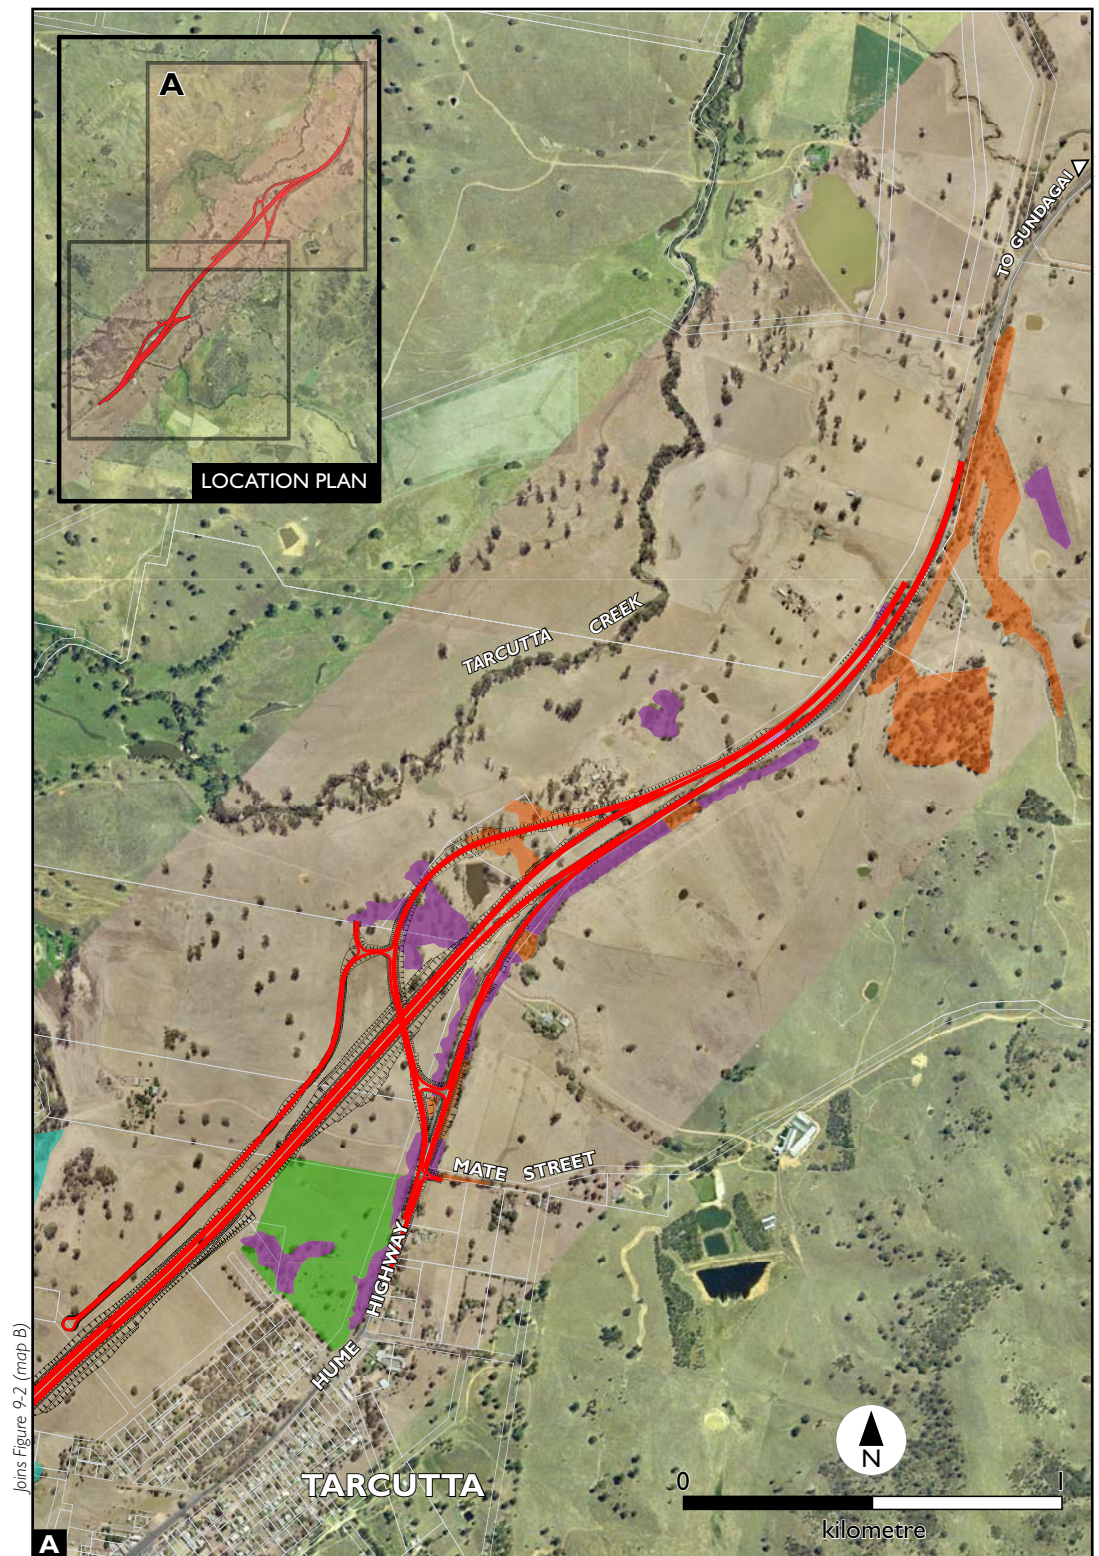 A
LOCATION PLAN
TO GUNDAGAI
TARCUTTA CREEK
MATE STREET
HUME HIGHWAY
Joins Figure 9-2 (map B)
TARCUTTA
N
0 1
kilometre
A